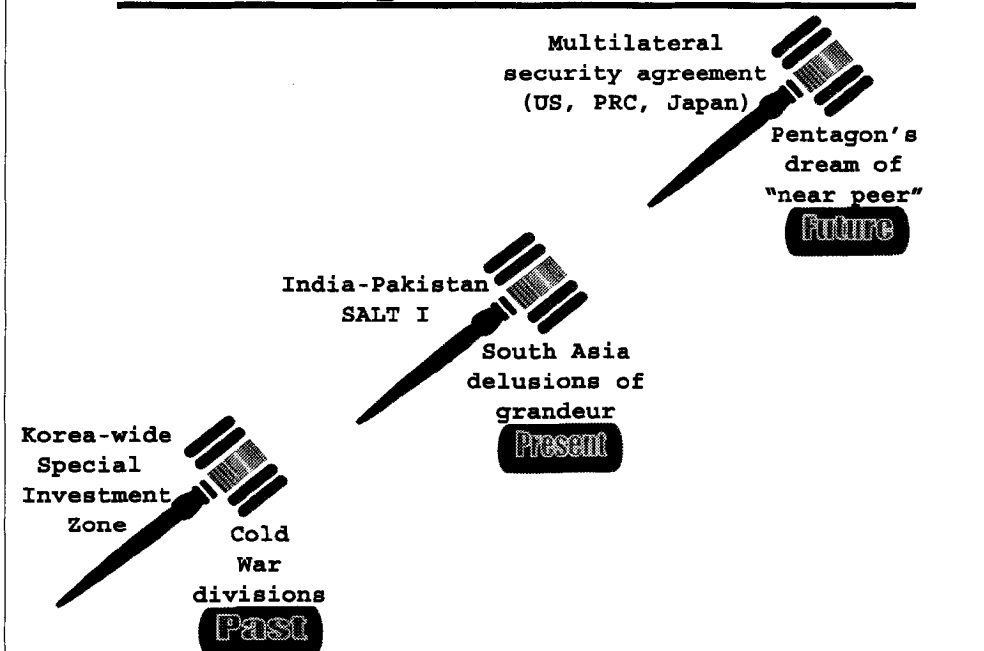 Multilateral
security agreement
(US, PRC, Japan)
Pentagon's
dream of
"near peer"
Future
India-Pakistan
SALT I
South Asia
delusions of
grandeur
Present
Korea-wide
Special
Investment
Zone
Cold
War
divisions
Past